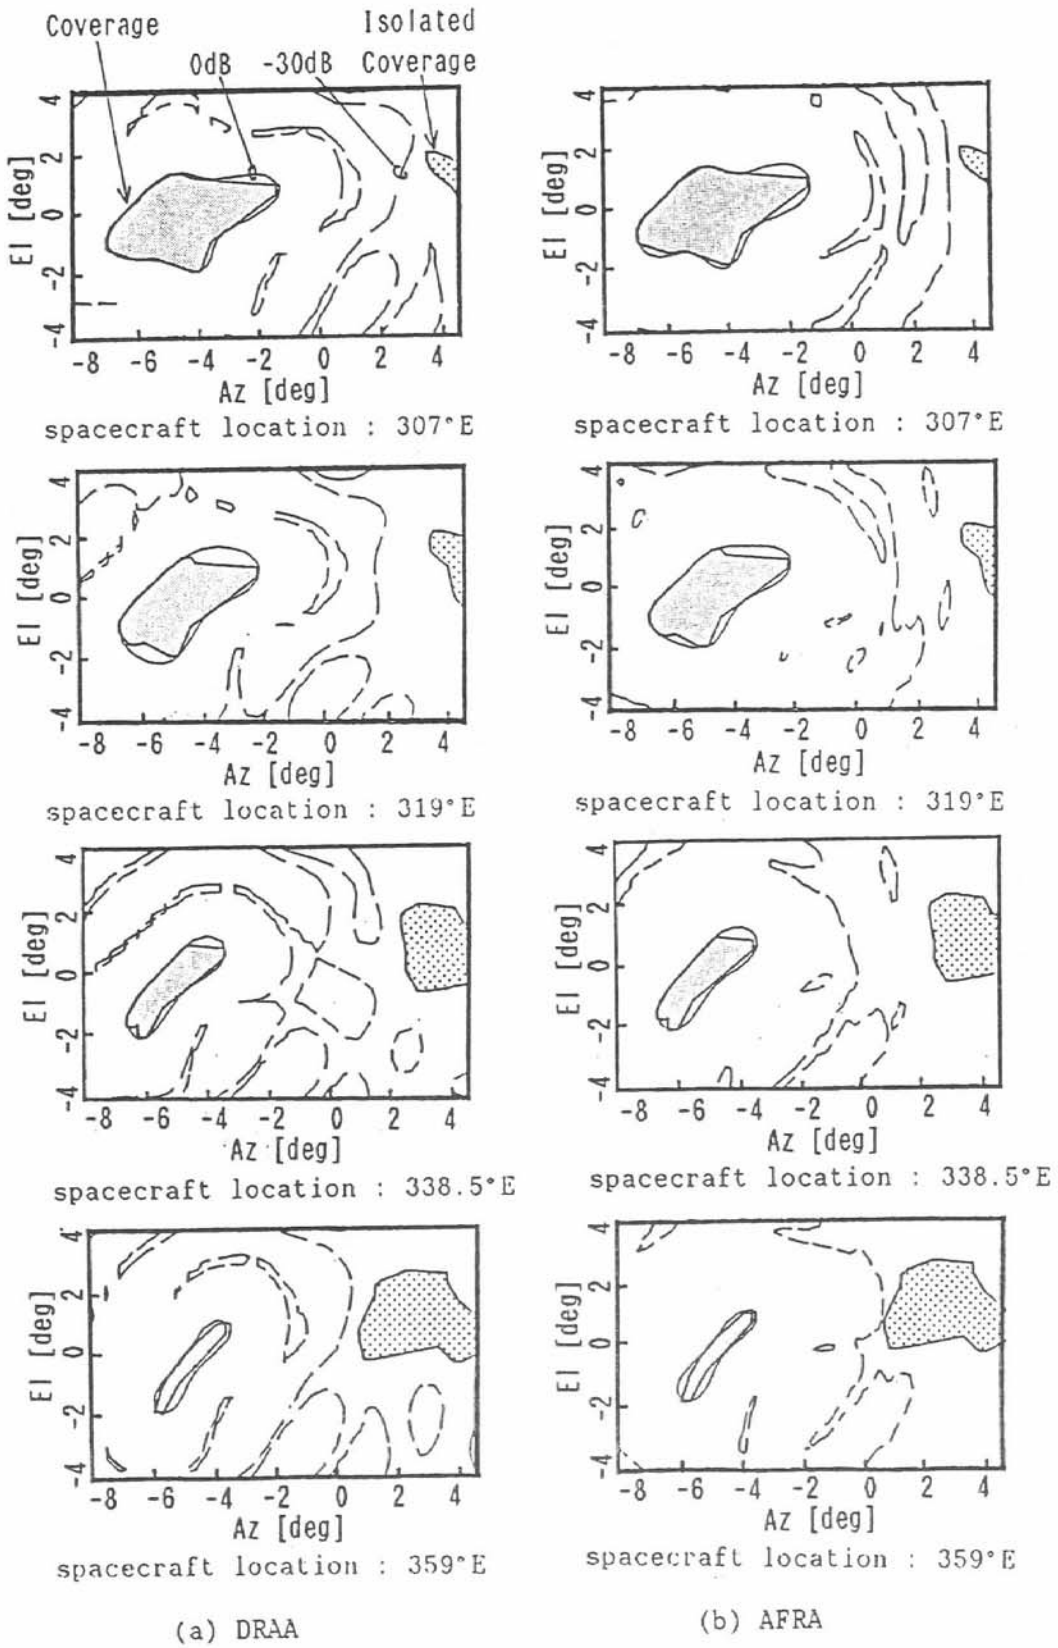 Coverage
Isolated
Coverage
0dB -30dB
4
2
0
-2
-4
El [deg]
-8 -6 -4 -2 0 2 4
Az [deg]
spacecraft location : 307°E
4
2
0
-2
-4
El [deg]
-8 -6 -4 -2 0 2 4
Az [deg]
spacecraft location : 307°E
4
2
0
-2
-4
El [deg]
-8 -6 -4 -2 0 2 4
Az [deg]
spacecraft location : 319°E
4
2
0
-2
-4
El [deg]
-8 -6 -4 -2 0 2 4
Az [deg]
spacecraft location : 319°E
4
2
0
-2
-4
El [deg]
-8 -6 -4 -2 0 2 4
Az [deg]
spacecraft location : 338.5°E
4
2
0
-2
-4
El [deg]
-8 -6 -4 -2 0 2 4
Az [deg]
spacecraft location : 338.5°E
4
2
0
-2
-4
El [deg]
-8 -6 -4 -2 0 2 4
Az [deg]
spacecraft location : 359°E
4
2
0
-2
-4
El [deg]
-8 -6 -4 -2 0 2 4
Az [deg]
spacecraft location : 359°E
(a) DRAA
(b) AFRA